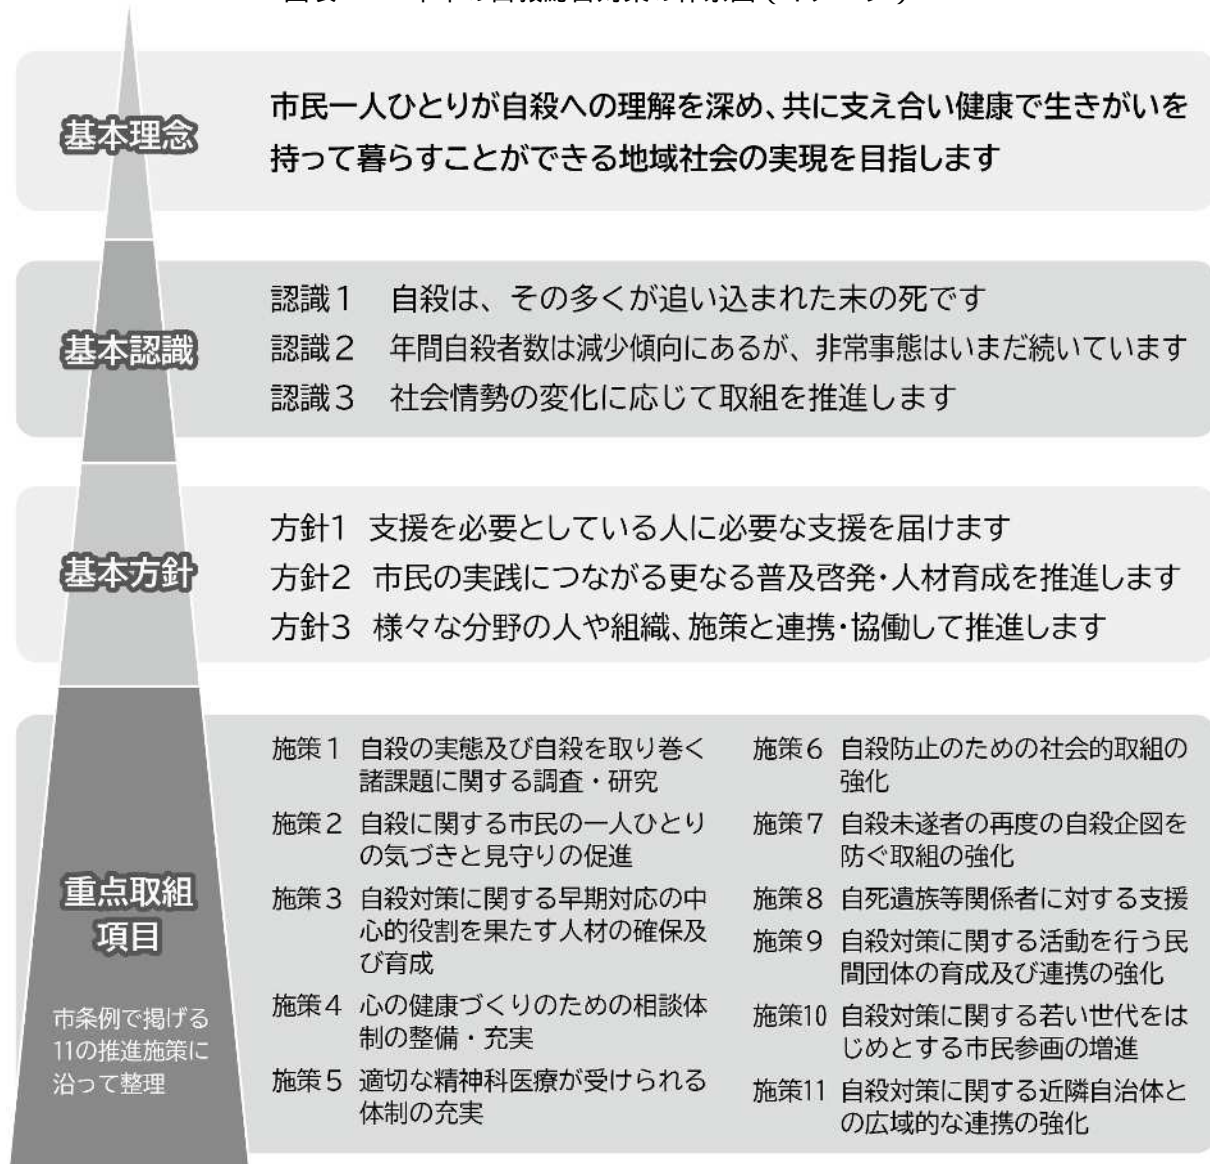 基本理念
市民一人ひとりが自殺への理解を深め、共に支え合い健康で生きがいを
持って暮らすことができる地域社会の実現を目指します
基本認識
認識1 自殺は、その多くが追い込まれた末の死です
認識2 年間自殺者数は減少傾向にあるが、非常事態はいまだ続いています
認識3 社会情勢の変化に応じて取組を推進します
基本方針
方針1 支援を必要としている人に必要な支援を届けます
方針2 市民の実践につながる更なる普及啓発・人材育成を推進します
方針3 様々な分野の人や組織、施策と連携・協働して推進します
重点取組
項目
市条例で掲げる
11の推進施策に
沿って整理
施策1 自殺の実態及び自殺を取り巻く
諸課題に関する調査・研究
施策2 自殺に関する市民の一人ひとり
の気づきと見守りの促進
施策3 自殺対策に関する早期対応の中
心的役割を果たす人材の確保及
び育成
施策4 心の健康づくりのための相談体
制の整備・充実
施策5 適切な精神科医療が受けられる
体制の充実
施策6 自殺防止のための社会的取組の
強化
施策7 自殺未遂者の再度の自殺企図を
防ぐ取組の強化
施策8 自死遺族等関係者に対する支援
施策9 自殺対策に関する活動を行う民
間団体の育成及び連携の強化
施策10 自殺対策に関する若い世代をは
じめとする市民参画の増進
施策11 自殺対策に関する近隣自治体と
の広域的な連携の強化